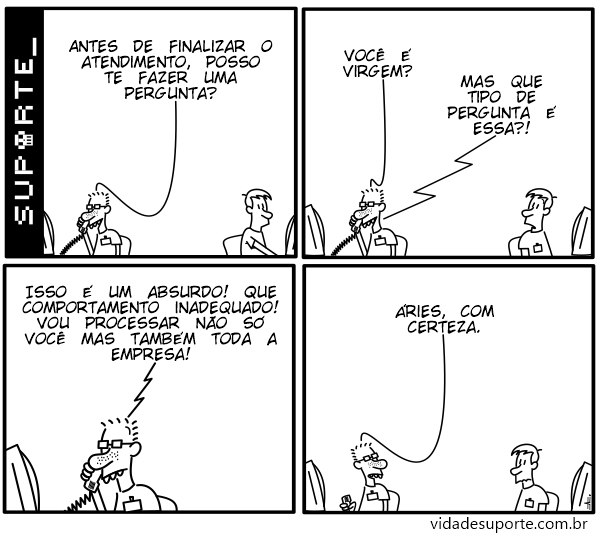 SUPORTE_
ANTES DE FINALIZAR O
ATENDIMENTO, POSSO
TE FAZER UMA
PERGUNTA?
VOCÊ É
VIRGEM?
MAS QUE
TIPO DE
PERGUNTA É
ESSA?!
ISSO É UM ABSURDO! QUE
COMPORTAMENTO INADEQUADO!
VOU PROCESSAR NÃO SÓ
VOCÊ MAS TAMBÉM TODA A
EMPRESA!
ÁRIES, COM
CERTEZA.
vidadesuporte.com.br